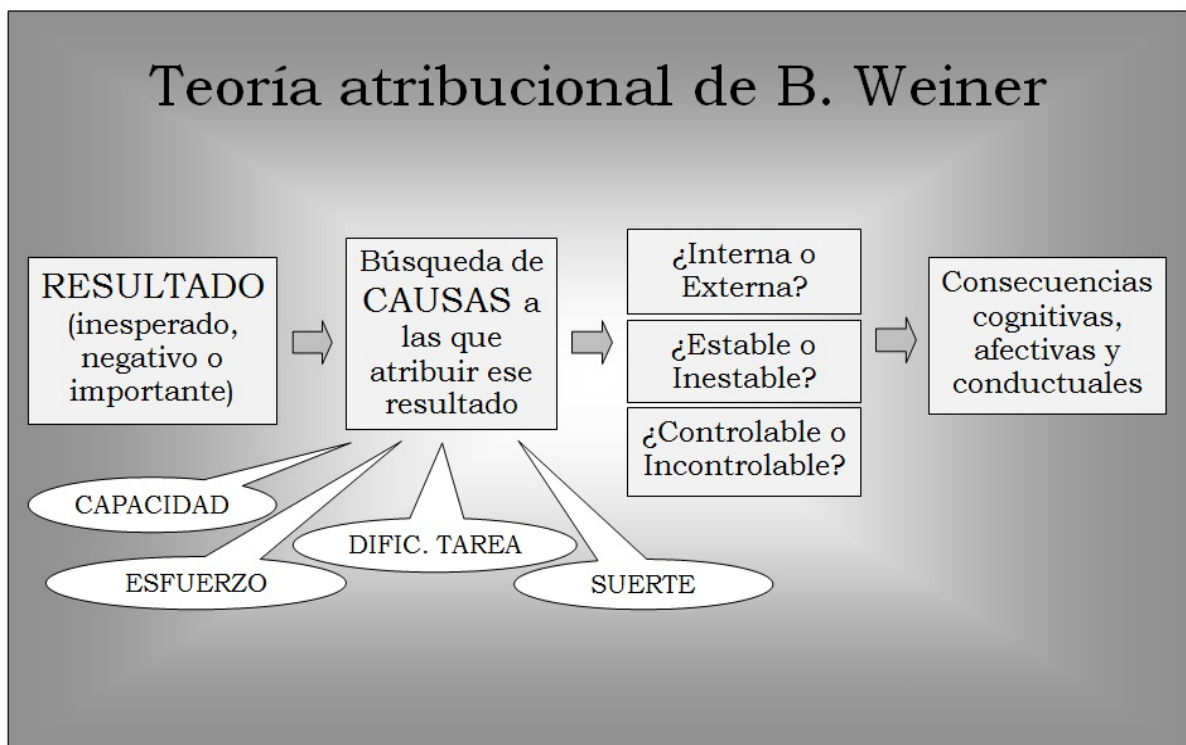 Teoría atribucional de B. Weiner
RESULTADO
(inesperado,
negativo o
importante)
Búsqueda de
CAUSAS a
las que
atribuir ese
resultado
¿Interna o
Externa?
¿Estable o
Inestable?
¿Controlable o
Incontrolable?
Consecuencias
cognitivas,
afectivas y
conductuales
CAPACIDAD
ESFUERZO
DIFIC. TAREA
SUERTE